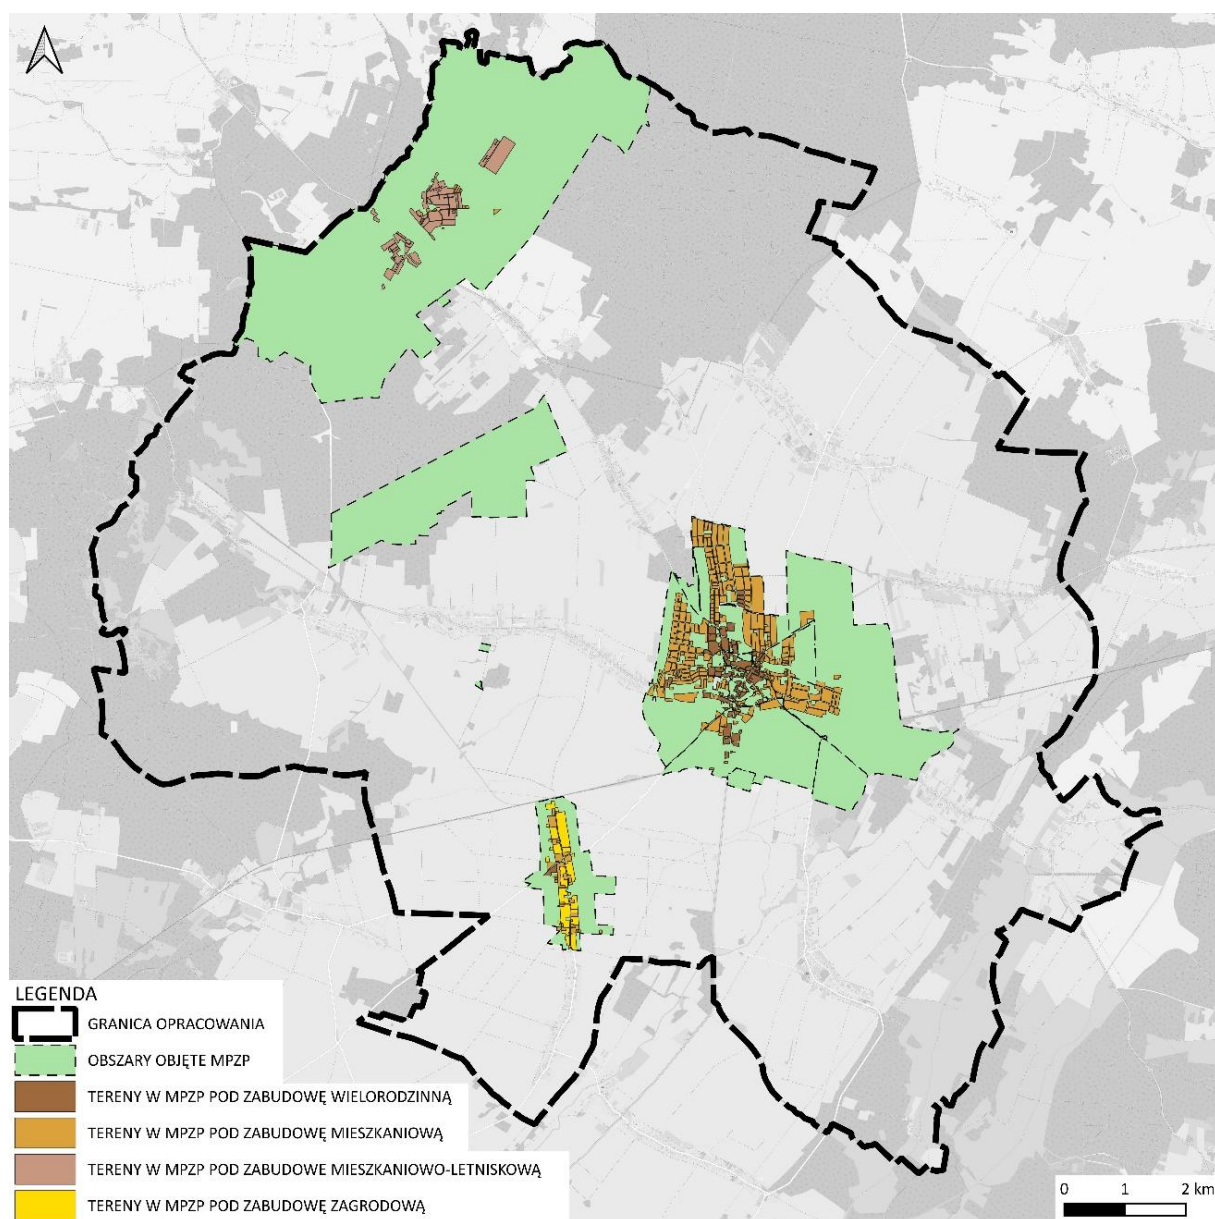 LEGENDA
GRANICA OPRACOWANIA
OBSZARY OBJĘTE MPZP
TERENY W MPZP POD ZABUDOWĘ WIELORODZINNĄ
TERENY W MPZP POD ZABUDOWĘ MIESZKANIOWĄ
TERENY W MPZP POD ZABUDOWE MIESZKANIOWO-LETNISKOWĄ
TERENY W MPZP POD ZABUDOWĘ ZAGRODOWĄ
0 1 2 km